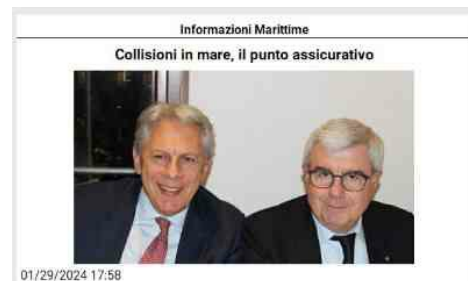 Informazioni Marittime
Collisioni in mare, il punto assicurativo
01/29/2024 17:58